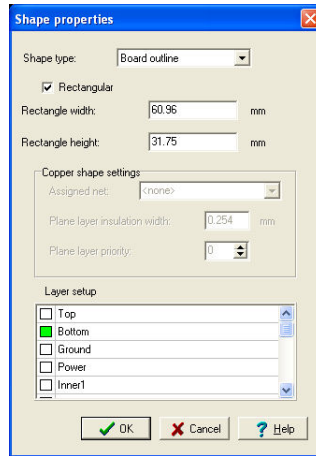 Shape properties
Shape type: Board outline
Rectangular
Rectangle width: 60.96 mm
Rectangle height: 31.75 mm
Copper shape settings
Assigned net: <none>
Plane layer insulation width: 0.254 mm
Plane layer priority: 0
Layer setup
Top
Bottom
Ground
Power
Inner1
OK Cancel Help